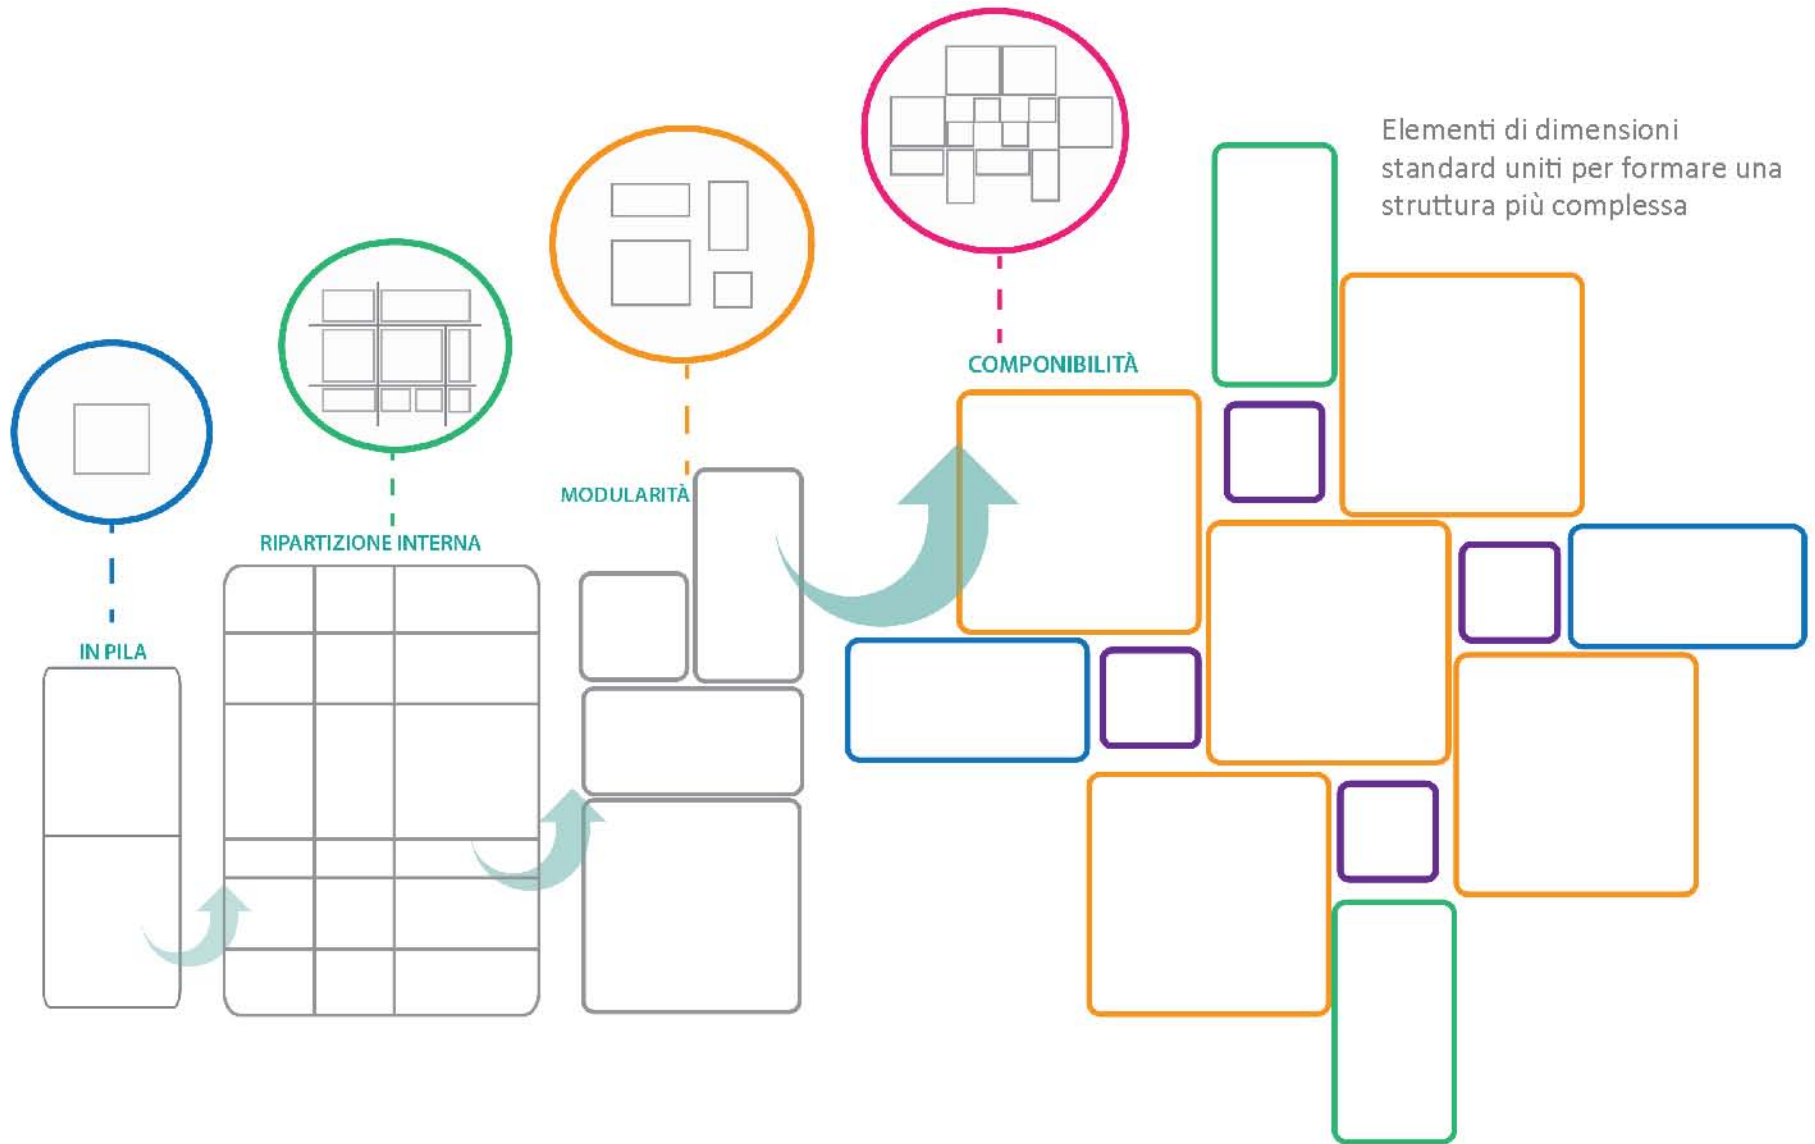 IN PILA
RIPARTIZIONE INTERNA
MODULARITÀ
COMPONIBILITÀ
Elementi di dimensioni
standard uniti per formare una
struttura più complessa